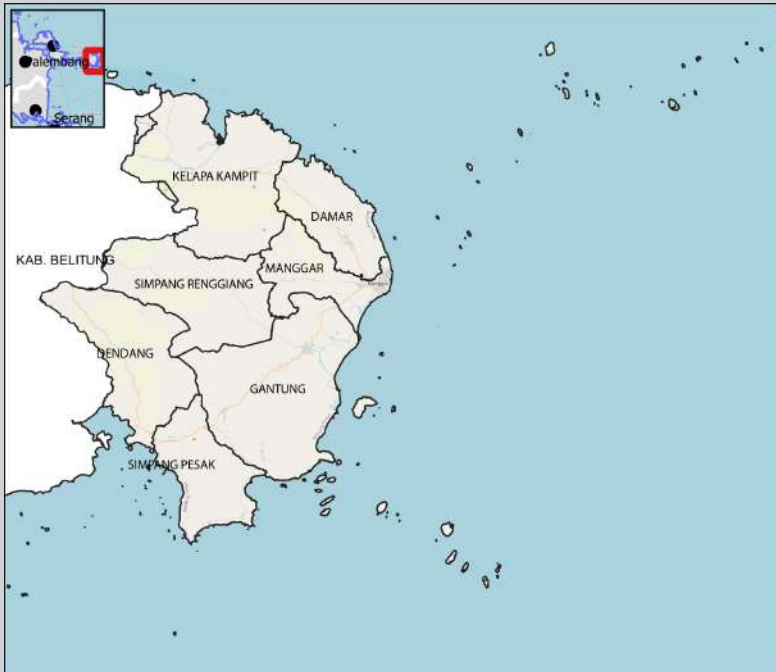 Palembang
Serang
KELAPA KAMPIT
DAMAR
KAB. BELITUNG
MANGGAR
SIMPANG RENGGIANG
DENDANG
GANTUNG
SIMPANG PESAK